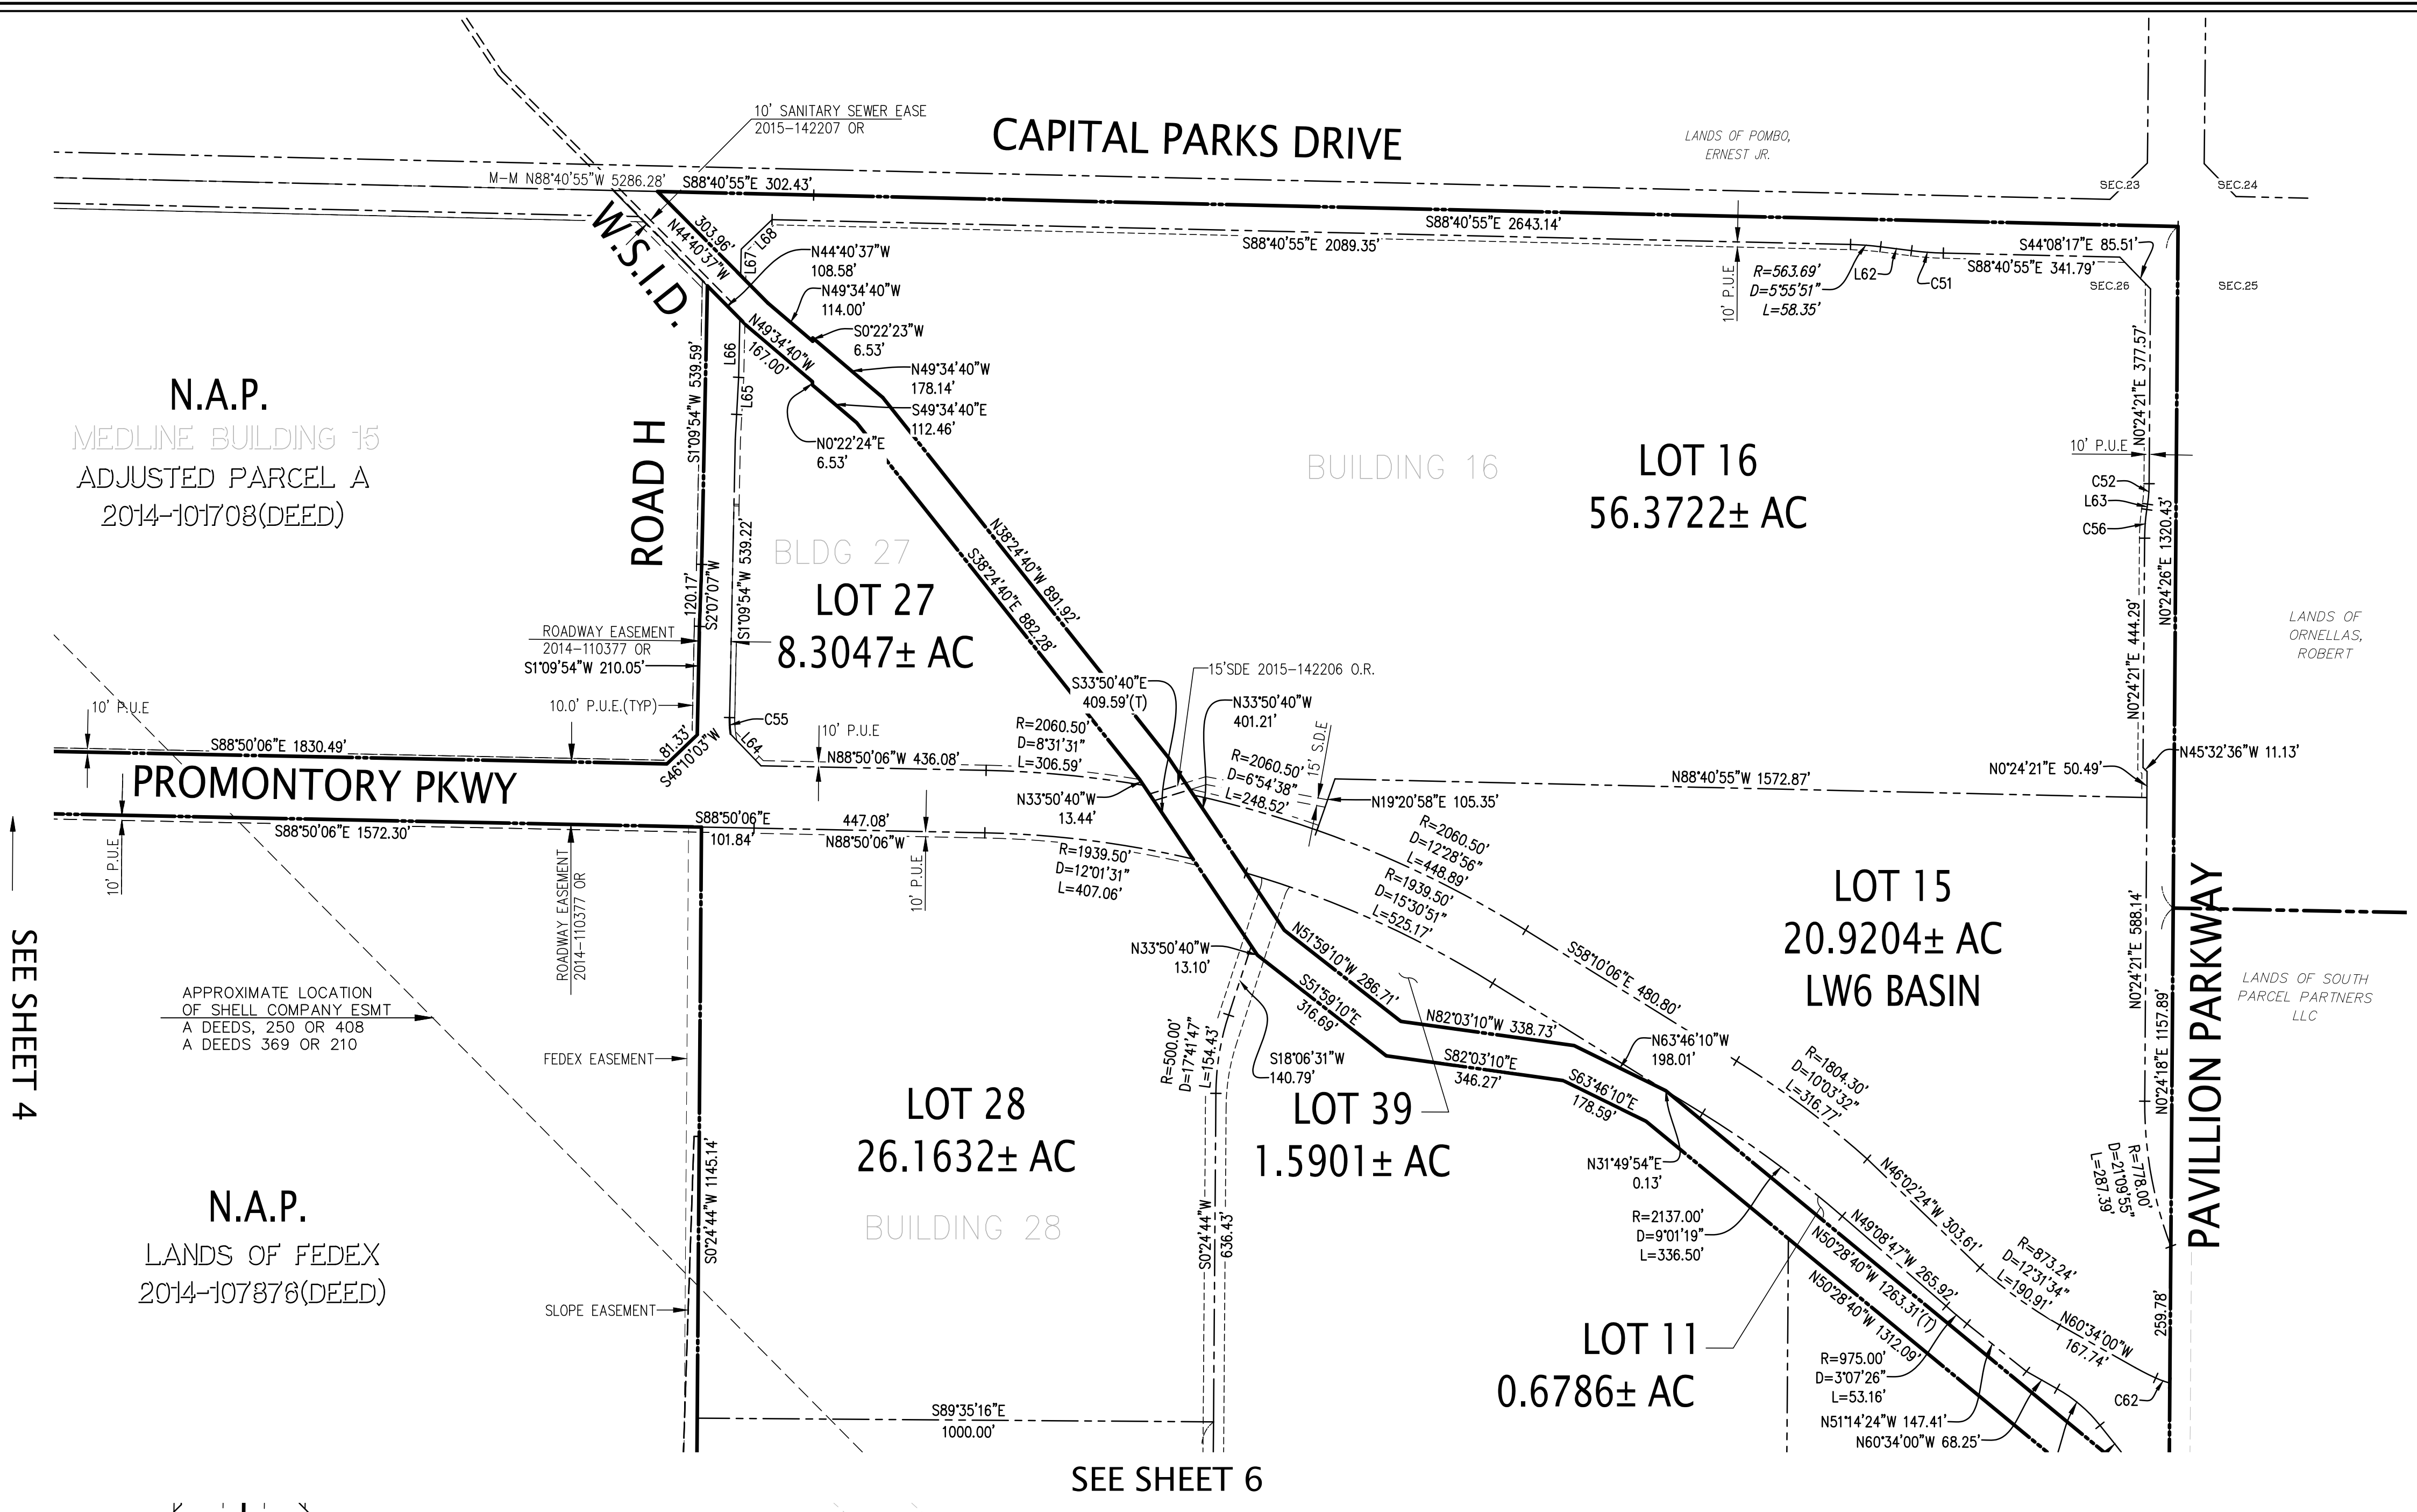 10' SANITARY SEWER EASE
2015-142207 OR
CAPITAL PARKS DRIVE
LANDS OF POMBO,
ERNEST JR.
M-M N88°40'55"W 5286.28'
S88°40'55"E 302.43'
SEC.23
SEC.24
S88°40'55"E 2643.14'
S88°40'55"E 2089.35'
S44°08'17"E 85.51'
S88°40'55"E 341.79'
SEC.26
SEC.25
W.S.I.D.
303.96'
N44°40'37"W
L68
L67
N44°40'37"W
108.58'
N49°34'40"W
114.00'
S0°22'23"W
6.53'
N49°34'40"W
178.14'
S49°34'40"E
112.46'
N0°22'24"E
6.53'
N49°34'40"W
167.00'
10' P.U.E
R=563.69'
D=5°55'51"
L=58.35'
L62
C51
N0°24'21"E 377.57'
10' P.U.E
C52
L63
C56
N0°24'26"E 1320.43'
N.A.P.
MEDLINE BUILDING 15
ADJUSTED PARCEL A
2014-101708(DEED)
ROAD H
S1°09'54"W 539.59'
L66
L65
BLDG 27
LOT 27
8.3047± AC
S1°09'54"W 539.22'
120.17'
S2°07'07"W
ROADWAY EASEMENT
2014-110377 OR
S1°09'54"W 210.05'
10.0' P.U.E.(TYP)
BUILDING 16
LOT 16
56.3722± AC
N38°24'40"W 891.92'
S38°24'40"E 882.28'
N0°24'21"E 444.29'
LANDS OF
ORNELLAS,
ROBERT
S33°50'40"E
409.59'(T)
15'SDE 2015-142206 O.R.
N33°50'40"W
401.21'
10' P.U.E
S88°50'06"E 1830.49'
81.33'
S46°10'03"W
C55
L64
10' P.U.E
N88°50'06"W 436.08'
R=2060.50'
D=8°31'31"
L=306.59'
R=2060.50'
D=6°54'38"
L=248.52'
15' S.D.E
N19°20'58"E 105.35'
N88°40'55"W 1572.87'
N0°24'21"E 50.49'
N45°32'36"W 11.13'
PROMONTORY PKWY
S88°50'06"E 1572.30'
10' P.U.E
ROADWAY EASEMENT
2014-110377 OR
S88°50'06"E
101.84'
447.08'
N88°50'06"W
10' P.U.E
N33°50'40"W
13.44'
R=1939.50'
D=12°01'31"
L=407.06'
R=2060.50'
D=12°28'56"
L=448.89'
R=1939.50'
D=15°30'51"
L=525.17'
S58°10'06"E 480.80'
LOT 15
20.9204± AC
LW6 BASIN
N0°24'21"E 588.14'
N0°24'18"E 1157.89'
PAVILLION PARKWAY
LANDS OF SOUTH
PARCEL PARTNERS
LLC
SEE SHEET 4
APPROXIMATE LOCATION
OF SHELL COMPANY ESMT
A DEEDS, 250 OR 408
A DEEDS 369 OR 210
FEDEX EASEMENT
N33°50'40"W
13.10'
N51°59'10"W 286.71'
S51°59'10"E
316.69'
N82°03'10"W 338.73'
S82°03'10"E
346.27'
N63°46'10"W
198.01'
S63°46'10"E
178.59'
R=500.00'
D=17°41'47"
L=154.43'
S18°06'31"W
140.79'
LOT 28
26.1632± AC
BUILDING 28
LOT 39
1.5901± AC
R=1804.30'
D=10°03'32"
L=316.77'
N31°49'54"E
0.13'
N46°02'24"W 303.61'
R=778.00'
D=21°09'55"
L=287.39'
N.A.P.
LANDS OF FEDEX
2014-107876(DEED)
S0°24'44"W 1145.14'
SLOPE EASEMENT
S0°24'44"W
636.43'
R=2137.00'
D=9°01'19"
L=336.50'
N49°08'47"W 265.92'
N50°28'40"W 1263.31'(T)
N50°28'40"W 1312.09'
R=873.24'
D=12°31'34"
L=190.91'
N60°34'00"W
167.74'
259.78'
LOT 11
0.6786± AC
R=975.00'
D=3°07'26"
L=53.16'
N51°14'24"W 147.41'
N60°34'00"W 68.25'
C62
S89°35'16"E
1000.00'
SEE SHEET 6